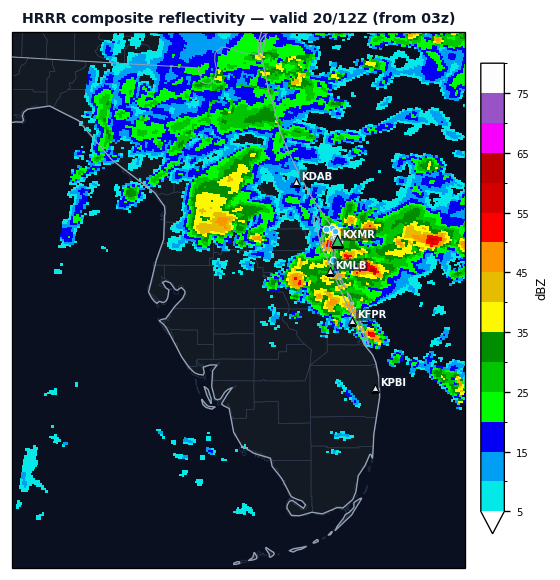 HRRR composite reflectivity — valid 20/12Z (from 03z)
KDAB
KXMR
KMLB
KFPR
KPBI
75
65
55
45
35
25
15
5
dBZ